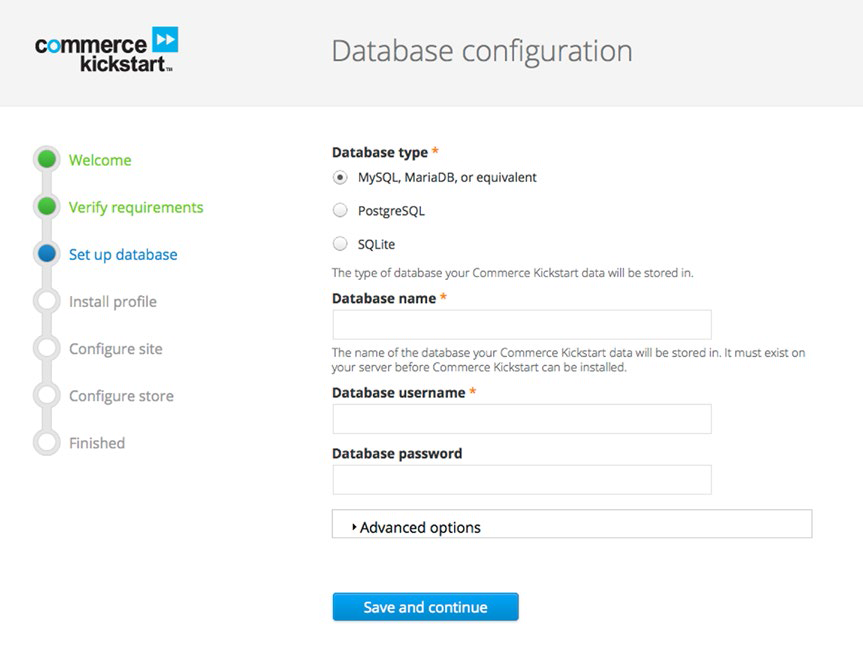 commerce
kickstart™
Database configuration
Welcome
Verify requirements
Set up database
Install profile
Configure site
Configure store
Finished
Database type *
MySQL, MariaDB, or equivalent
PostgreSQL
SQLite
The type of database your Commerce Kickstart data will be stored in.
Database name *
The name of the database your Commerce Kickstart data will be stored in. It must exist on
your server before Commerce Kickstart can be installed.
Database username *
Database password
Advanced options
Save and continue